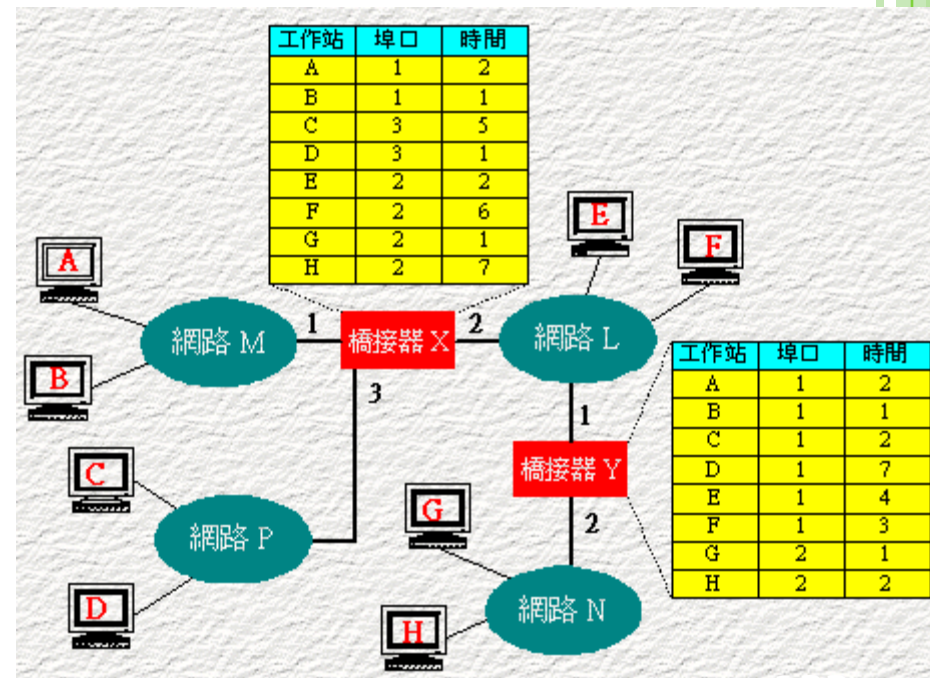 工作站 埠口 時間
A 1 2
B 1 1
C 3 5
D 3 1
E 2 2
F 2 6
G 2 1
H 2 7
E
F
A
網路 M
1
橋接器 X
2
網路 L
B
3
工作站 埠口 時間
A 1 2
B 1 1
C 1 2
D 1 7
E 1 4
F 1 3
G 2 1
H 2 2
1
橋接器 Y
2
C
網路 P
D
G
網路 N
H